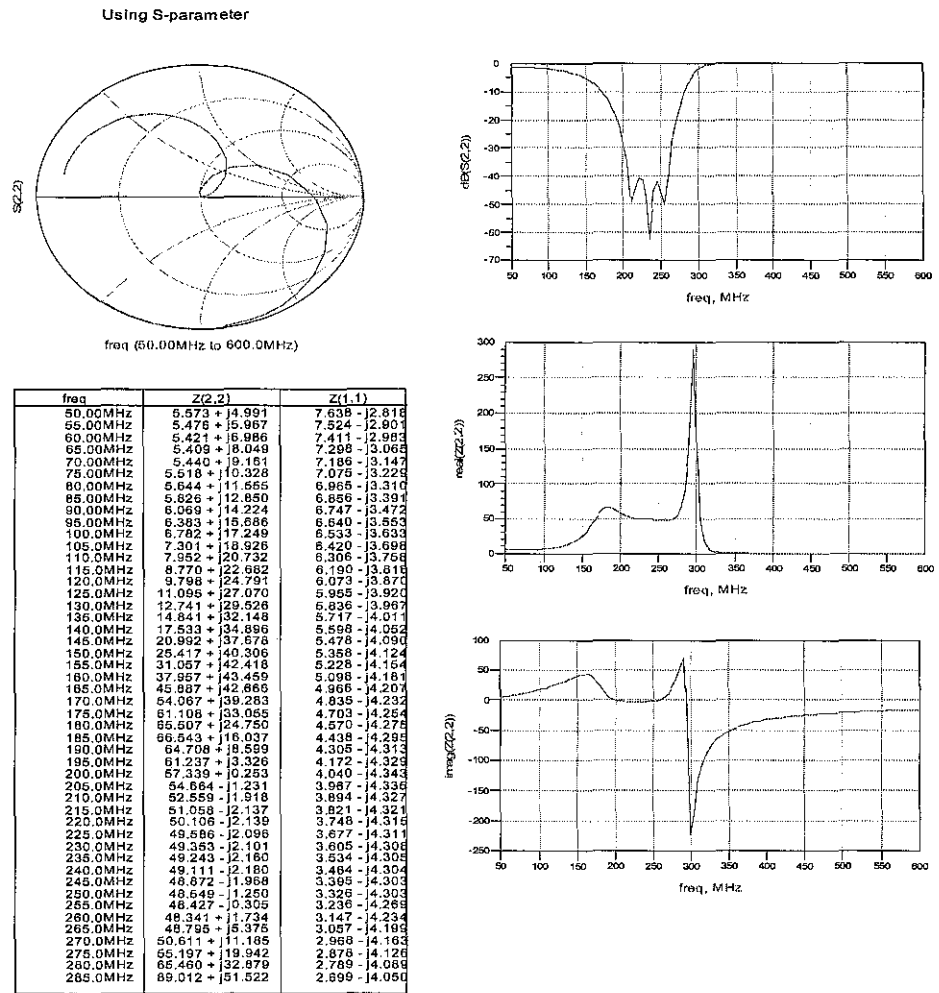 Using S-parameter
S(2,2)
freq (50.00MHz to 600.0MHz)
dB(S(2,2))
0
-10
-20
-30
-40
-50
-60
-70
50 100 150 200 250 300 350 400 450 500 550 600
freq, MHz
real(Z(2,2))
300
250
200
150
100
50
0
50 100 150 200 250 300 350 400 450 500 550 600
freq, MHz
imag(Z(2,2))
100
50
0
-50
-100
-150
-200
-250
50 100 150 200 250 300 350 400 450 500 550 600
freq, MHz
freq Z(2,2) Z(1,1)
50.00MHz 5.573 + j4.991 7.638 - j2.818
55.00MHz 5.476 + j5.967 7.524 - j2.901
60.00MHz 5.421 + j6.986 7.411 - j2.983
65.00MHz 5.409 + j8.049 7.298 - j3.065
70.00MHz 5.440 + j9.161 7.186 - j3.147
75.00MHz 5.518 + j10.328 7.075 - j3.229
80.00MHz 5.644 + j11.555 6.965 - j3.310
85.00MHz 5.826 + j12.850 6.856 - j3.391
90.00MHz 6.069 + j14.224 6.747 - j3.472
95.00MHz 6.383 + j15.686 6.640 - j3.553
100.0MHz 6.782 + j17.249 6.533 - j3.633
105.0MHz 7.301 + j18.926 6.420 - j3.698
110.0MHz 7.952 + j20.732 6.306 - j3.758
115.0MHz 8.770 + j22.682 6.190 - j3.816
120.0MHz 9.798 + j24.791 6.073 - j3.870
125.0MHz 11.095 + j27.070 5.955 - j3.920
130.0MHz 12.741 + j29.526 5.836 - j3.967
135.0MHz 14.841 + j32.148 5.717 - j4.011
140.0MHz 17.533 + j34.896 5.598 - j4.052
145.0MHz 20.992 + j37.678 5.478 - j4.090
150.0MHz 25.417 + j40.306 5.358 - j4.124
155.0MHz 31.057 + j42.418 5.228 - j4.154
160.0MHz 37.957 + j43.459 5.098 - j4.181
165.0MHz 45.887 + j42.666 4.966 - j4.207
170.0MHz 54.067 + j39.283 4.835 - j4.232
175.0MHz 61.108 + j33.055 4.703 - j4.254
180.0MHz 65.507 + j24.750 4.570 - j4.275
185.0MHz 66.543 + j16.037 4.438 - j4.295
190.0MHz 64.708 + j8.599 4.305 - j4.313
195.0MHz 61.237 + j3.326 4.172 - j4.329
200.0MHz 57.339 + j0.253 4.040 - j4.343
205.0MHz 54.664 - j1.231 3.967 - j4.335
210.0MHz 52.559 - j1.918 3.894 - j4.327
215.0MHz 51.058 - j2.137 3.821 - j4.321
220.0MHz 50.106 - j2.139 3.748 - j4.315
225.0MHz 49.586 - j2.096 3.677 - j4.311
230.0MHz 49.353 - j2.101 3.605 - j4.308
235.0MHz 49.243 - j2.160 3.534 - j4.305
240.0MHz 49.111 - j2.180 3.464 - j4.304
245.0MHz 48.872 - j1.968 3.395 - j4.303
250.0MHz 48.549 - j1.250 3.326 - j4.303
255.0MHz 48.427 - j0.305 3.236 - j4.269
260.0MHz 48.341 + j1.734 3.147 - j4.234
265.0MHz 48.795 + j5.375 3.057 - j4.199
270.0MHz 50.611 + j11.185 2.968 - j4.163
275.0MHz 55.197 + j19.942 2.878 - j4.126
280.0MHz 65.460 + j32.879 2.789 - j4.089
285.0MHz 89.012 + j51.522 2.699 - j4.050